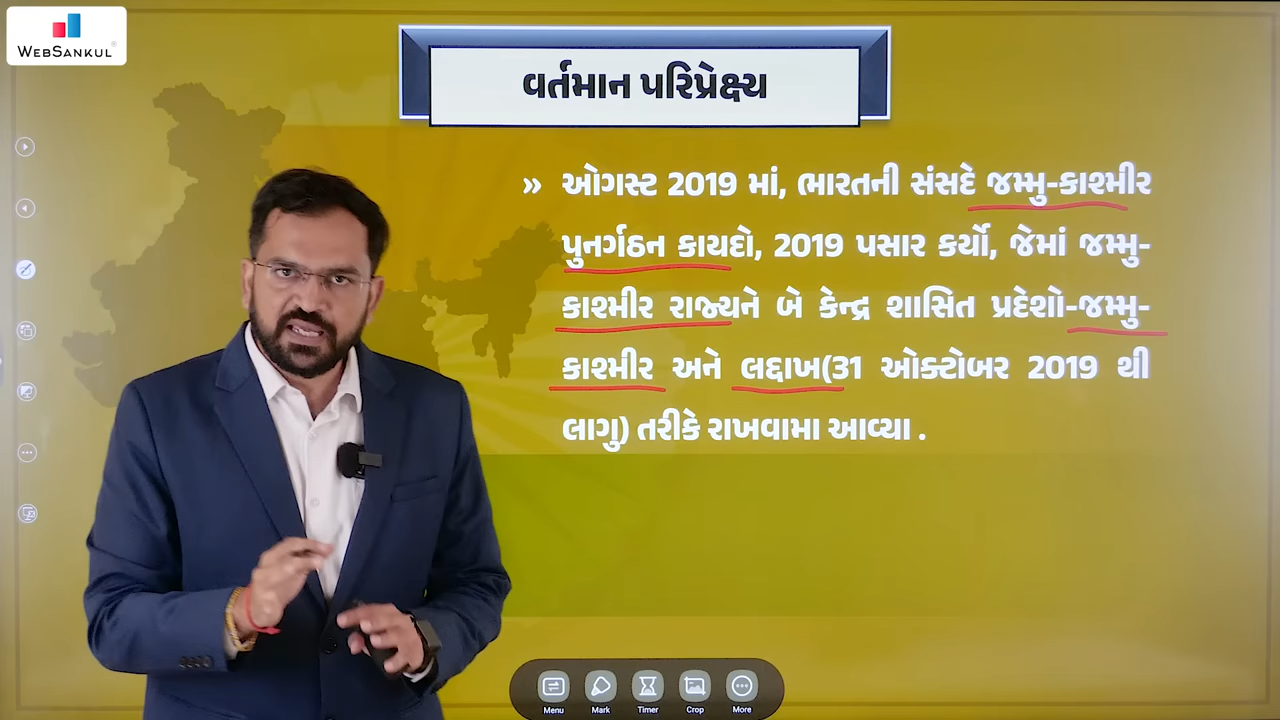 WEBSANKUL
વર્તમાન પરિપ્રેક્ષ્ય
» ઓગસ્ટ 2019 માં, ભારતની સંસદે જમ્મુ-કાશ્મીર
પુનર્ગઠન કાયદો, 2019 પસાર કર્યો, જેમાં જમ્મુ-
કાશ્મીર રાજ્યને બે કેન્દ્ર શાસિત પ્રદેશો-જમ્મુ-
કાશ્મીર અને લદ્દાખ(31 ઓક્ટોબર 2019 થી
લાગુ) તરીકે રાખવામા આવ્યા .
Menu Mark Timer Crop More